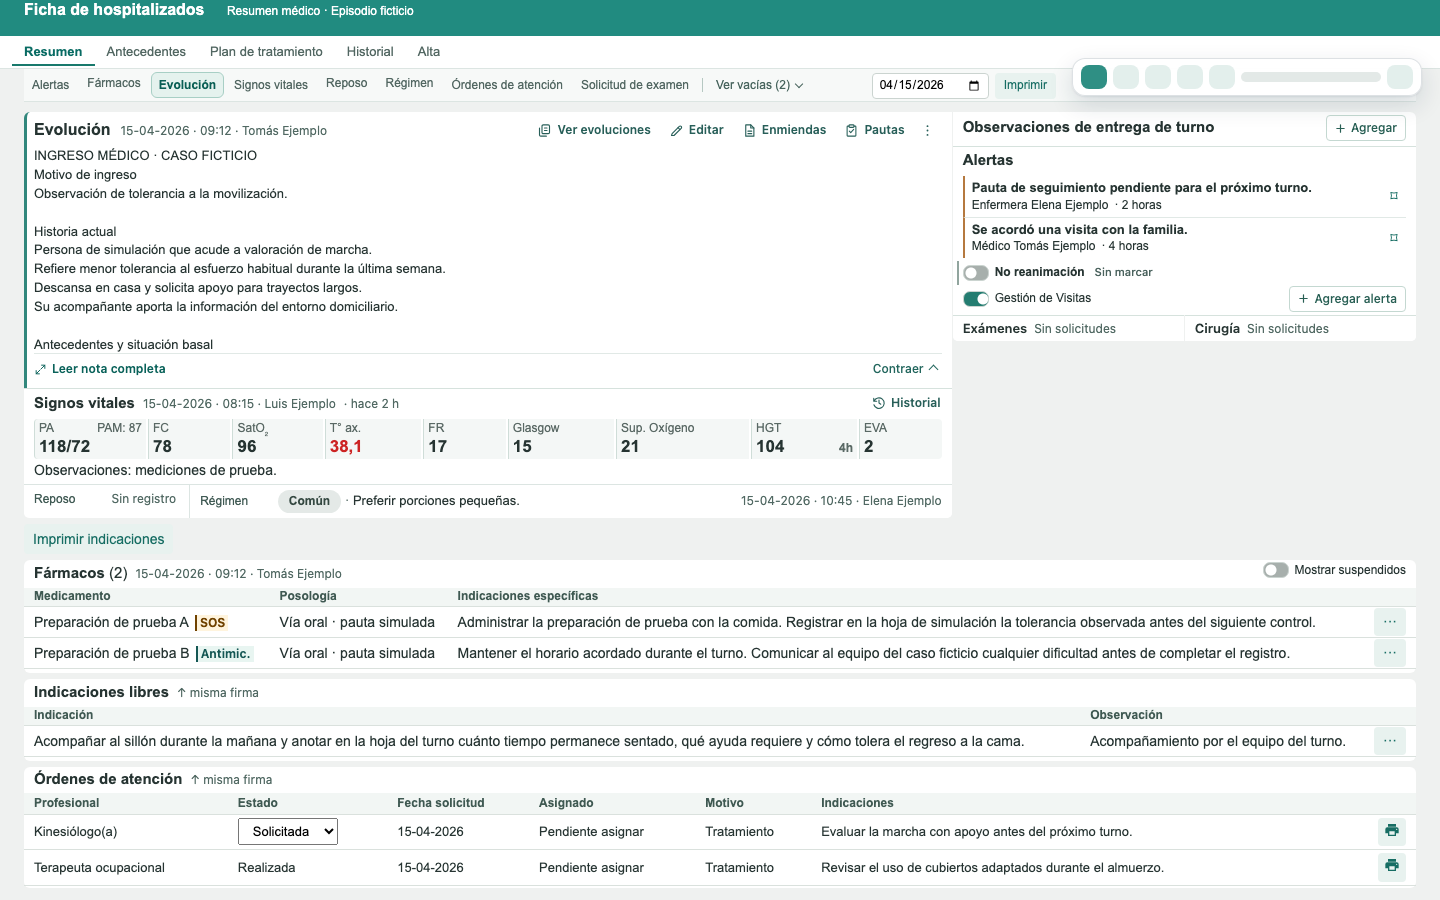 Ficha de hospitalizados Resumen médico · Episodio ficticio
Resumen Antecedentes Plan de tratamiento Historial Alta
Alertas Fármacos Evolución Signos vitales Reposo Régimen Órdenes de atención Solicitud de examen Ver vacías (2) 04/15/2026 Imprimir
Evolución 15-04-2026 · 09:12 · Tomás Ejemplo Ver evoluciones Editar Enmiendas Pautas
INGRESO MÉDICO · CASO FICTICIO
Motivo de ingreso
Observación de tolerancia a la movilización.
Historia actual
Persona de simulación que acude a valoración de marcha.
Refiere menor tolerancia al esfuerzo habitual durante la última semana.
Descansa en casa y solicita apoyo para trayectos largos.
Su acompañante aporta la información del entorno domiciliario.
Antecedentes y situación basal
Leer nota completa Contraer
Observaciones de entrega de turno + Agregar
Alertas
Pauta de seguimiento pendiente para el próximo turno.
Enfermera Elena Ejemplo · 2 horas
Se acordó una visita con la familia.
Médico Tomás Ejemplo · 4 horas
No reanimación Sin marcar
Gestión de Visitas + Agregar alerta
Exámenes Sin solicitudes Cirugía Sin solicitudes
Signos vitales 15-04-2026 · 08:15 · Luis Ejemplo · hace 2 h Historial
PA PAM: 87 FC SatO2 T° ax. FR Glasgow Sup. Oxígeno HGT EVA
118/72 78 96 38,1 17 15 21 104 4h 2
Observaciones: mediciones de prueba.
Reposo Sin registro Régimen Común · Preferir porciones pequeñas. 15-04-2026 · 10:45 · Elena Ejemplo
Imprimir indicaciones
Fármacos (2) 15-04-2026 · 09:12 · Tomás Ejemplo Mostrar suspendidos
Medicamento Posología Indicaciones específicas
Preparación de prueba A SOS Vía oral · pauta simulada Administrar la preparación de prueba con la comida. Registrar en la hoja de simulación la tolerancia observada antes del siguiente control. ...
Preparación de prueba B Antimic. Vía oral · pauta simulada Mantener el horario acordado durante el turno. Comunicar al equipo del caso ficticio cualquier dificultad antes de completar el registro. ...
Indicaciones libres ↑ misma firma
Indicación Observación
Acompañar al sillón durante la mañana y anotar en la hoja del turno cuánto tiempo permanece sentado, qué ayuda requiere y cómo tolera el regreso a la cama. Acompañamiento por el equipo del turno. ...
Órdenes de atención ↑ misma firma
Profesional Estado Fecha solicitud Asignado Motivo Indicaciones
Kinesiólogo(a) Solicitada 15-04-2026 Pendiente asignar Tratamiento Evaluar la marcha con apoyo antes del próximo turno.
Terapeuta ocupacional Realizada 15-04-2026 Pendiente asignar Tratamiento Revisar el uso de cubiertos adaptados durante el almuerzo.